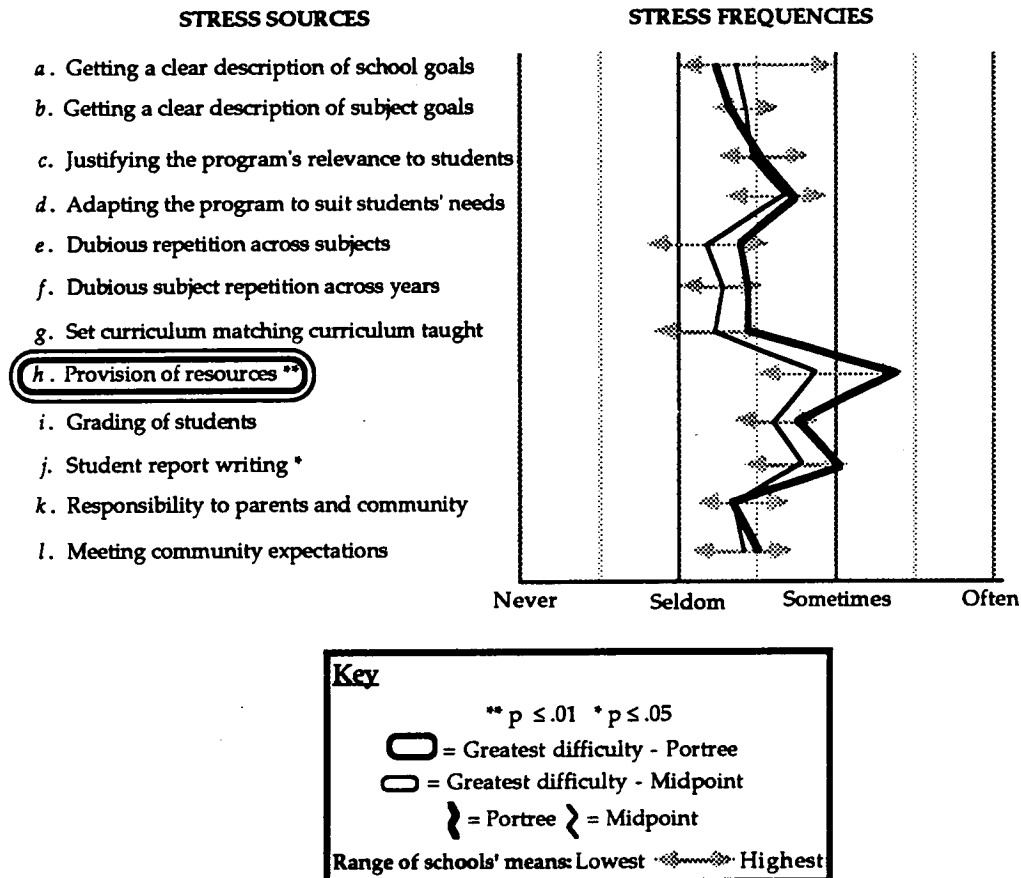 STRESS SOURCES STRESS FREQUENCIES
a. Getting a clear description of school goals
b. Getting a clear description of subject goals
c. Justifying the program's relevance to students
d. Adapting the program to suit students' needs
e. Dubious repetition across subjects
f. Dubious subject repetition across years
g. Set curriculum matching curriculum taught
h. Provision of resources **
i. Grading of students
j. Student report writing *
k. Responsibility to parents and community
l. Meeting community expectations
Never Seldom Sometimes Often
Key
** p ≤ .01 * p ≤ .05
= Greatest difficulty - Portree
= Greatest difficulty - Midpoint
= Portree = Midpoint
Range of schools' means: Lowest Highest